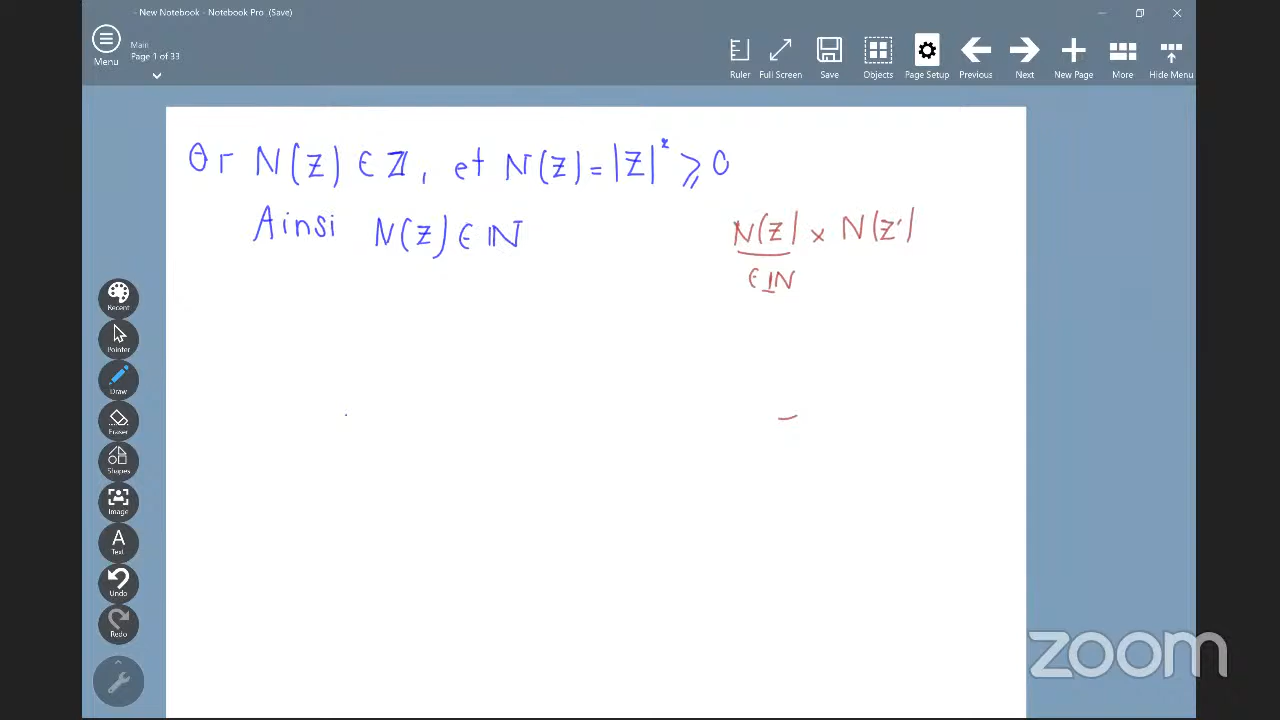 - New Notebook - Notebook Pro (Save)
Menu
Main
Page 1 of 33
Ruler
Full Screen
Save
Objects
Page Setup
Previous
Next
New Page
More
Hide Menu
Or N(Z) ∈ ℤ, et N(Z) = |Z|² ⩾ 0
Ainsi N(Z) ∈ ℕ
N(Z) × N(Z')
∈ ℕ
Recent
Pointer
Draw
Eraser
Shapes
Image
A
Text
Undo
Redo
zoom